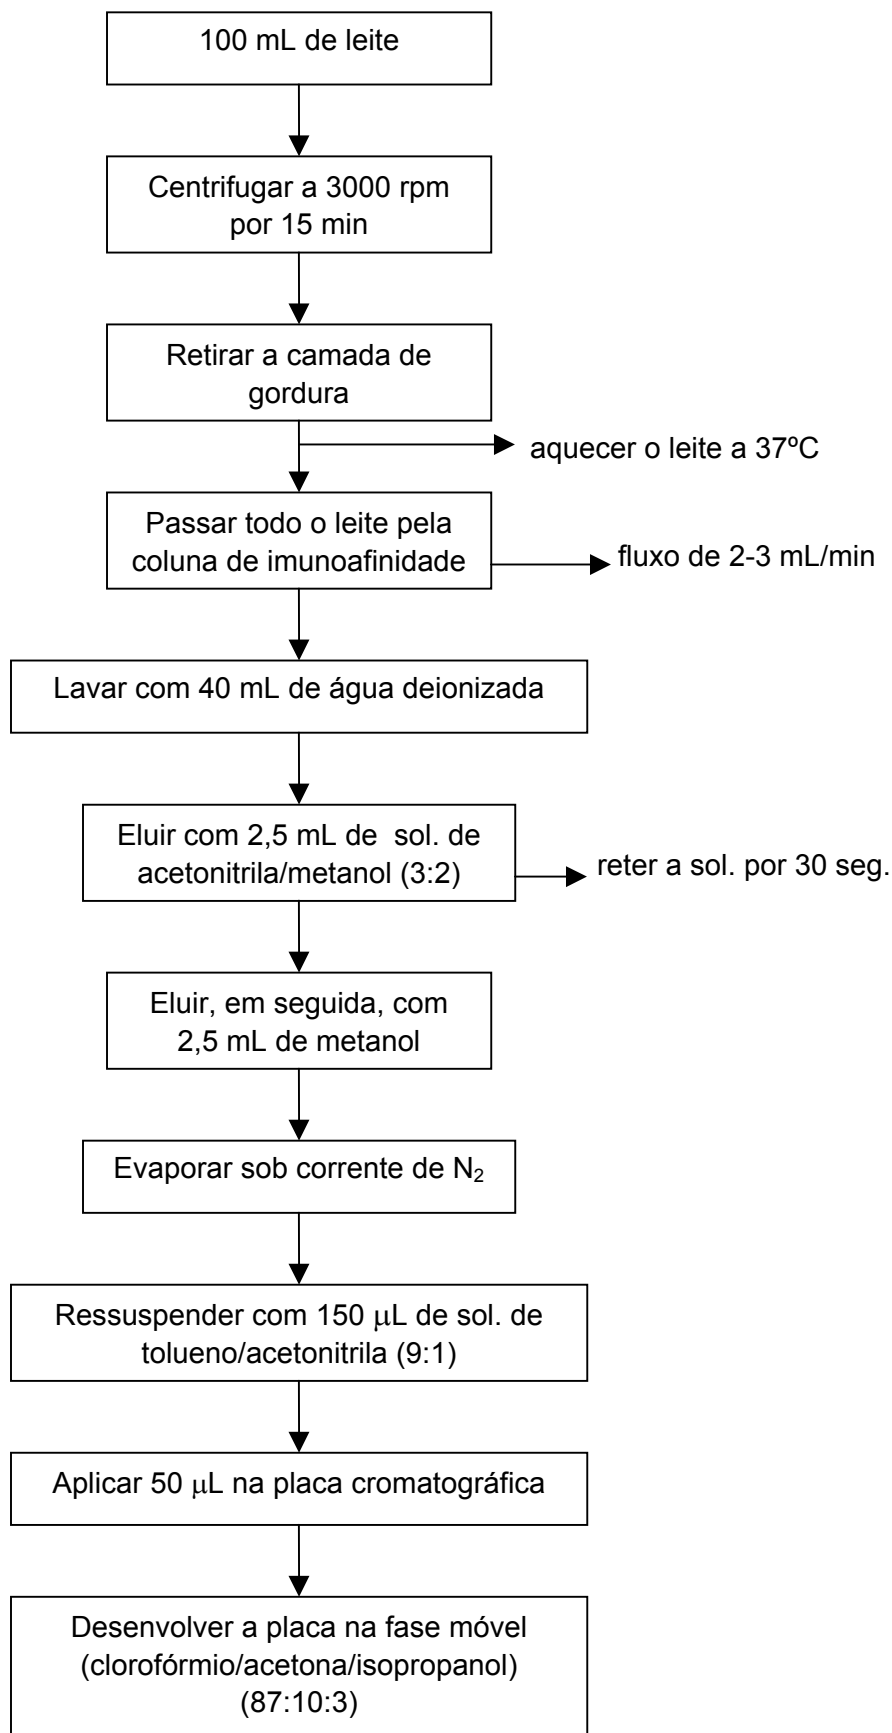 100 mL de leite
Centrifugar a 3000 rpm
por 15 min
Retirar a camada de
gordura
aquecer o leite a 37ºC
Passar todo o leite pela
coluna de imunoafinidade
fluxo de 2-3 mL/min
Lavar com 40 mL de água deionizada
Eluir com 2,5 mL de sol. de
acetonitrila/metanol (3:2)
reter a sol. por 30 seg.
Eluir, em seguida, com
2,5 mL de metanol
Evaporar sob corrente de N₂
Ressuspender com 150 μL de sol. de
tolueno/acetonitrila (9:1)
Aplicar 50 μL na placa cromatográfica
Desenvolver a placa na fase móvel
(clorofórmio/acetona/isopropanol)
(87:10:3)